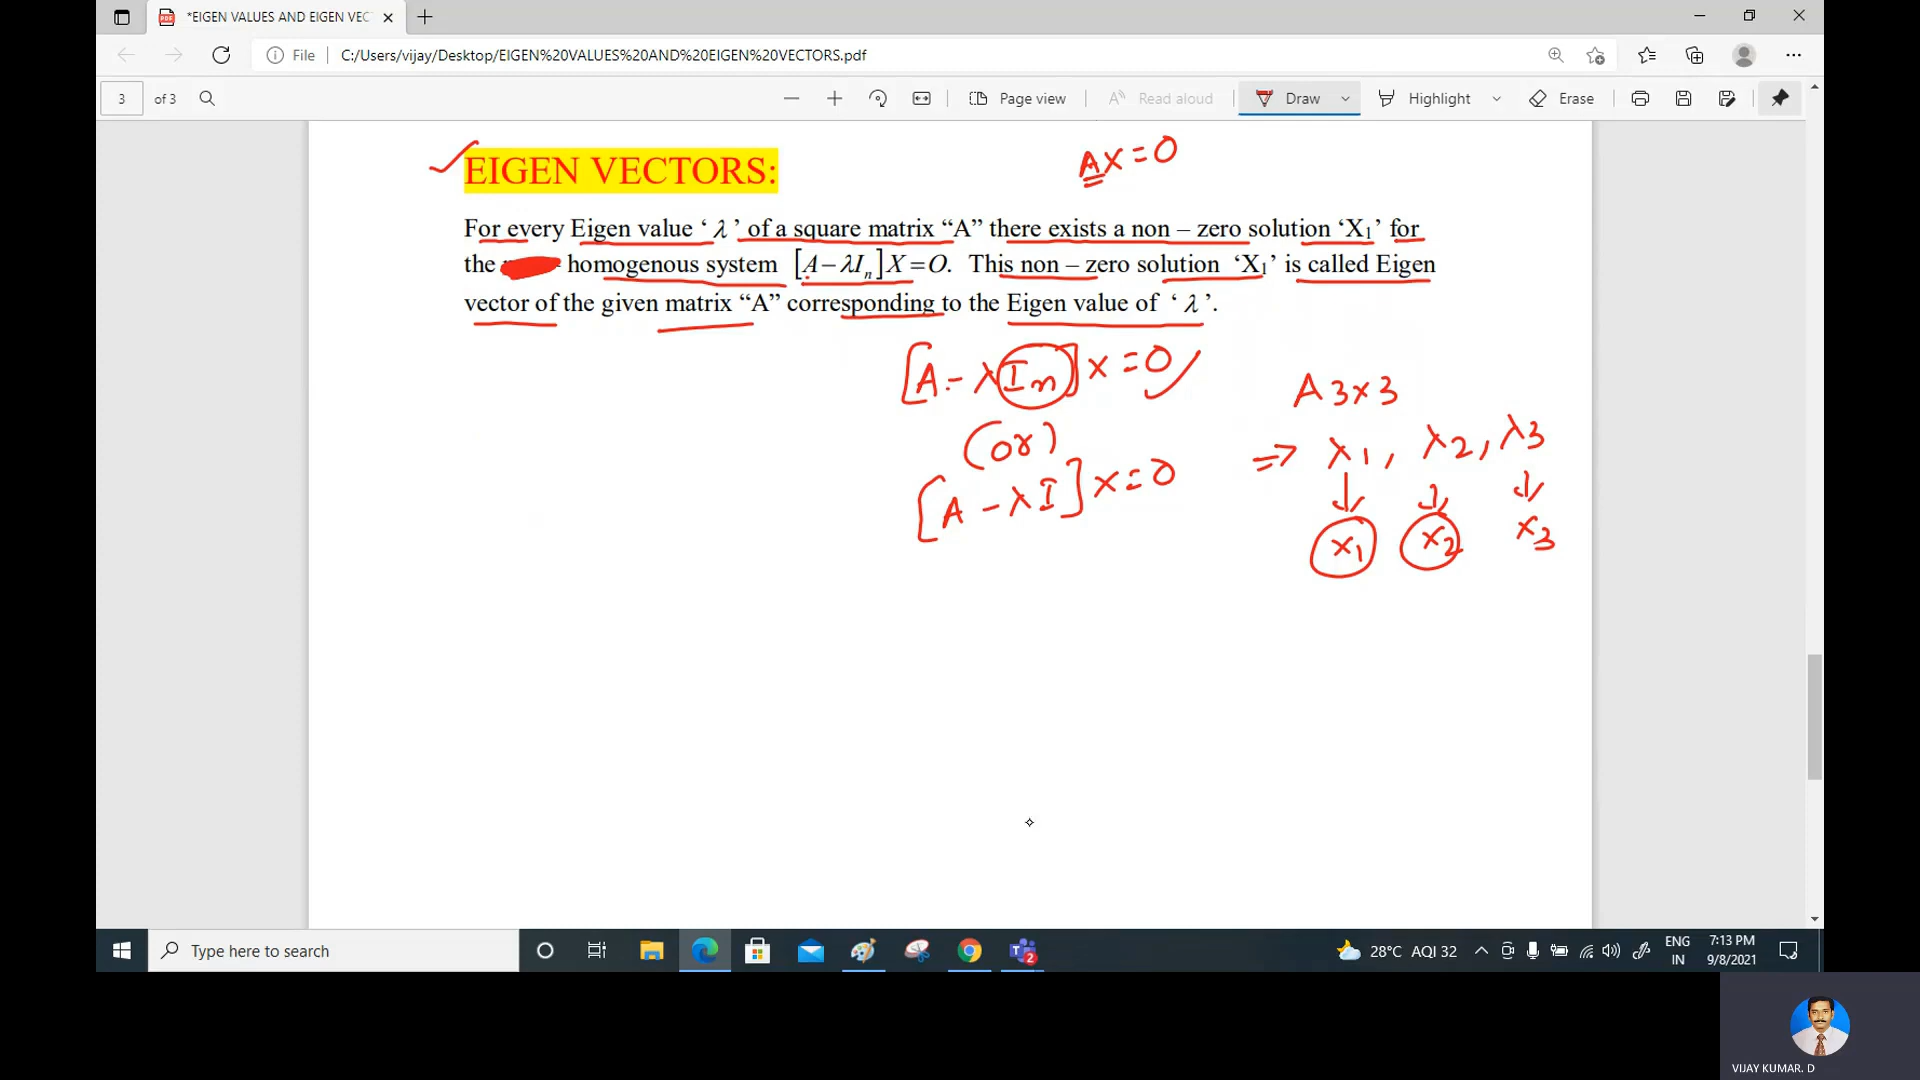 *EIGEN VALUES AND EIGEN VEC
File C:/Users/vijay/Desktop/EIGEN%20VALUES%20AND%20EIGEN%20VECTORS.pdf
3 of 3 Page view Read aloud Draw Highlight Erase
AX=0
EIGEN VECTORS:
For every Eigen value ‘ λ ’ of a square matrix “A” there exists a non – zero solution ‘X₁’ for
the homogenous system [A−λIₙ]X=O. This non – zero solution ‘X₁’ is called Eigen
vector of the given matrix “A” corresponding to the Eigen value of ‘ λ ’.
[A - λIn]X=0
(or)
[A - λI]X=0
A 3x3
=> λ1, λ2, λ3
↓ ↓ ↓
X1 X2 X3
Type here to search
2
28°C AQI 32
ENG
IN
7:13 PM
9/8/2021
VIJAY KUMAR. D